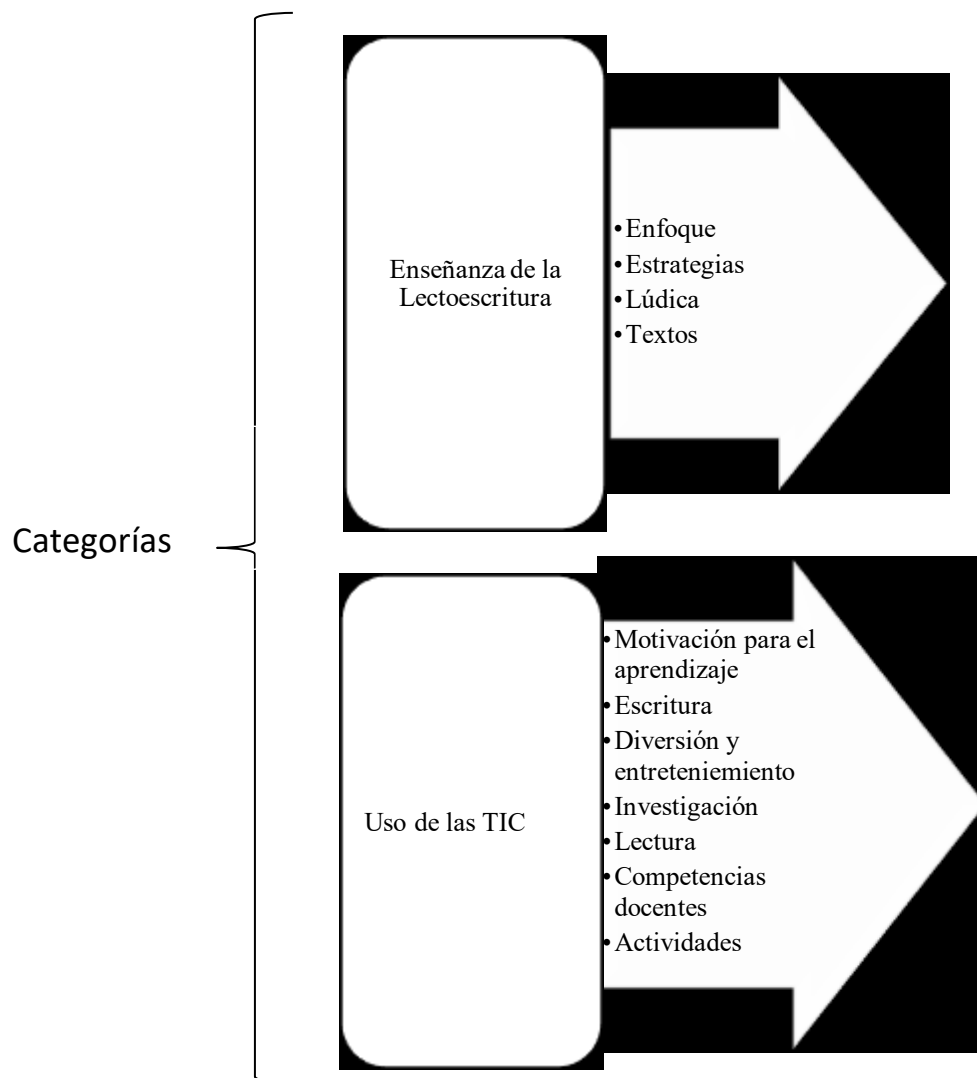 Categorías
Enseñanza de la
Lectoescritura
•Enfoque
•Estrategias
•Lúdica
•Textos
Uso de las TIC
•Motivación para el
aprendizaje
•Escritura
•Diversión y
entreteniemiento
•Investigación
•Lectura
•Competencias
docentes
•Actividades